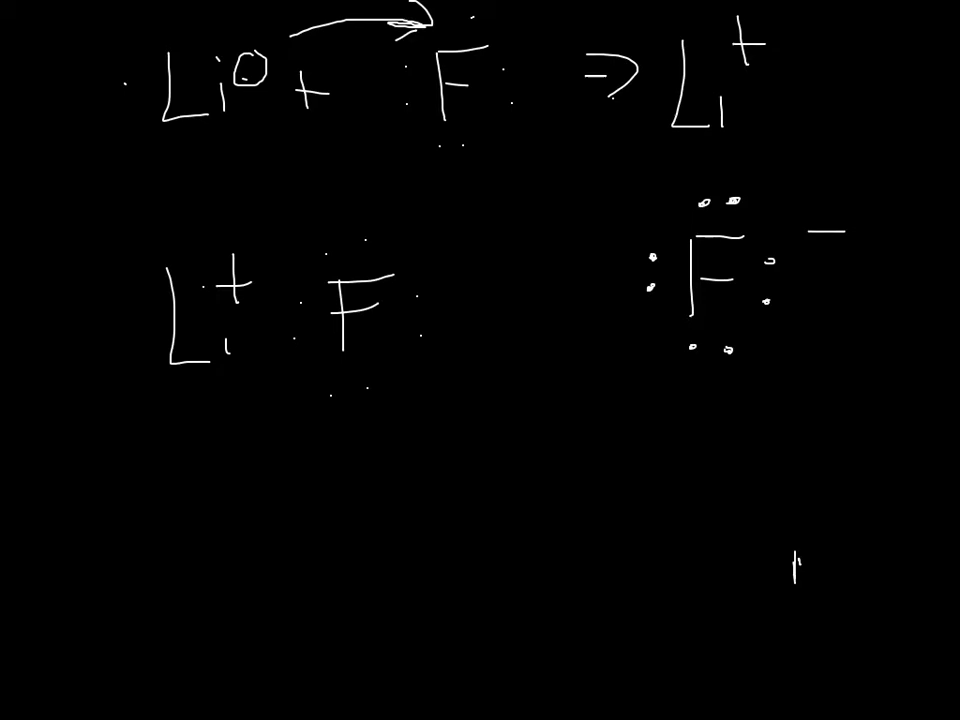 Li + F => Li+
F −
Li+ F